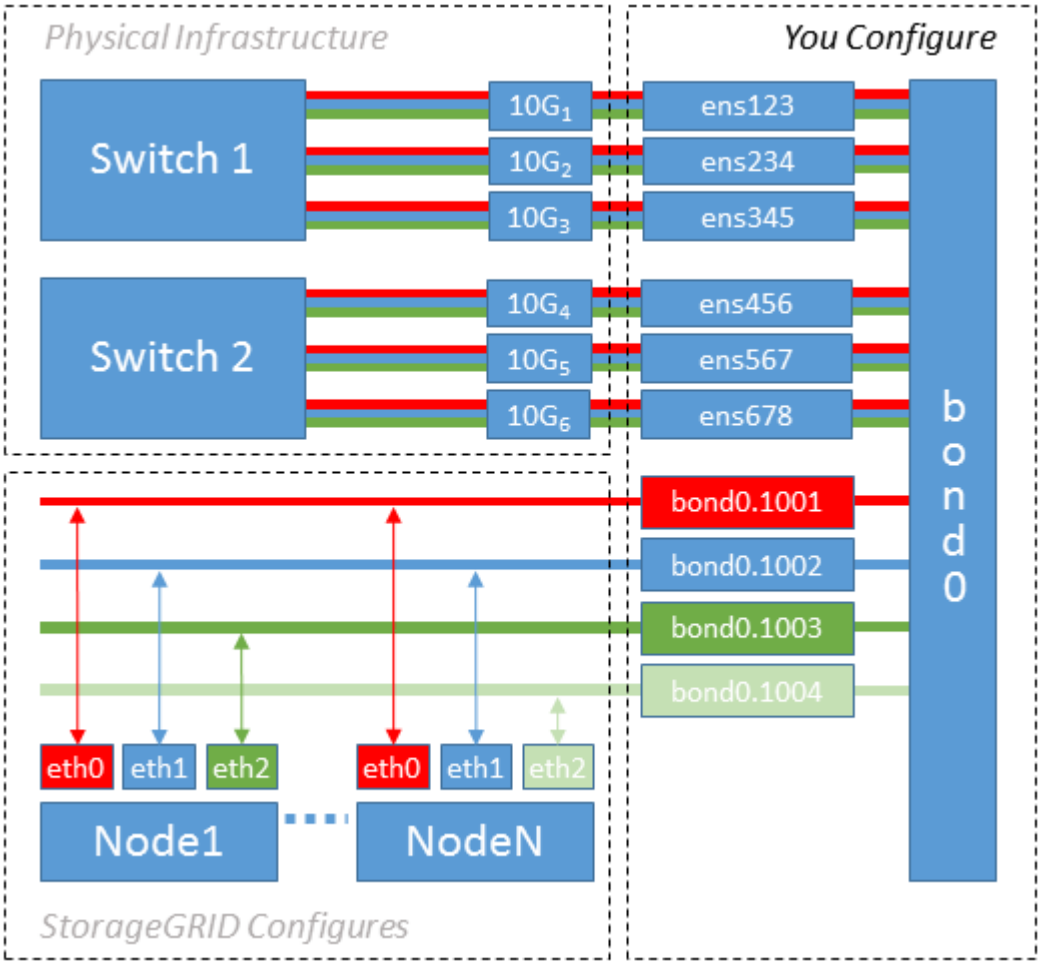 Physical Infrastructure
You Configure
Switch 1
10G₁
ens123
10G₂
ens234
10G₃
ens345
Switch 2
10G₄
ens456
10G₅
ens567
10G₆
ens678
bond0
bond0.1001
bond0.1002
bond0.1003
bond0.1004
eth0
eth1
eth2
eth0
eth1
eth2
Node1
NodeN
StorageGRID Configures